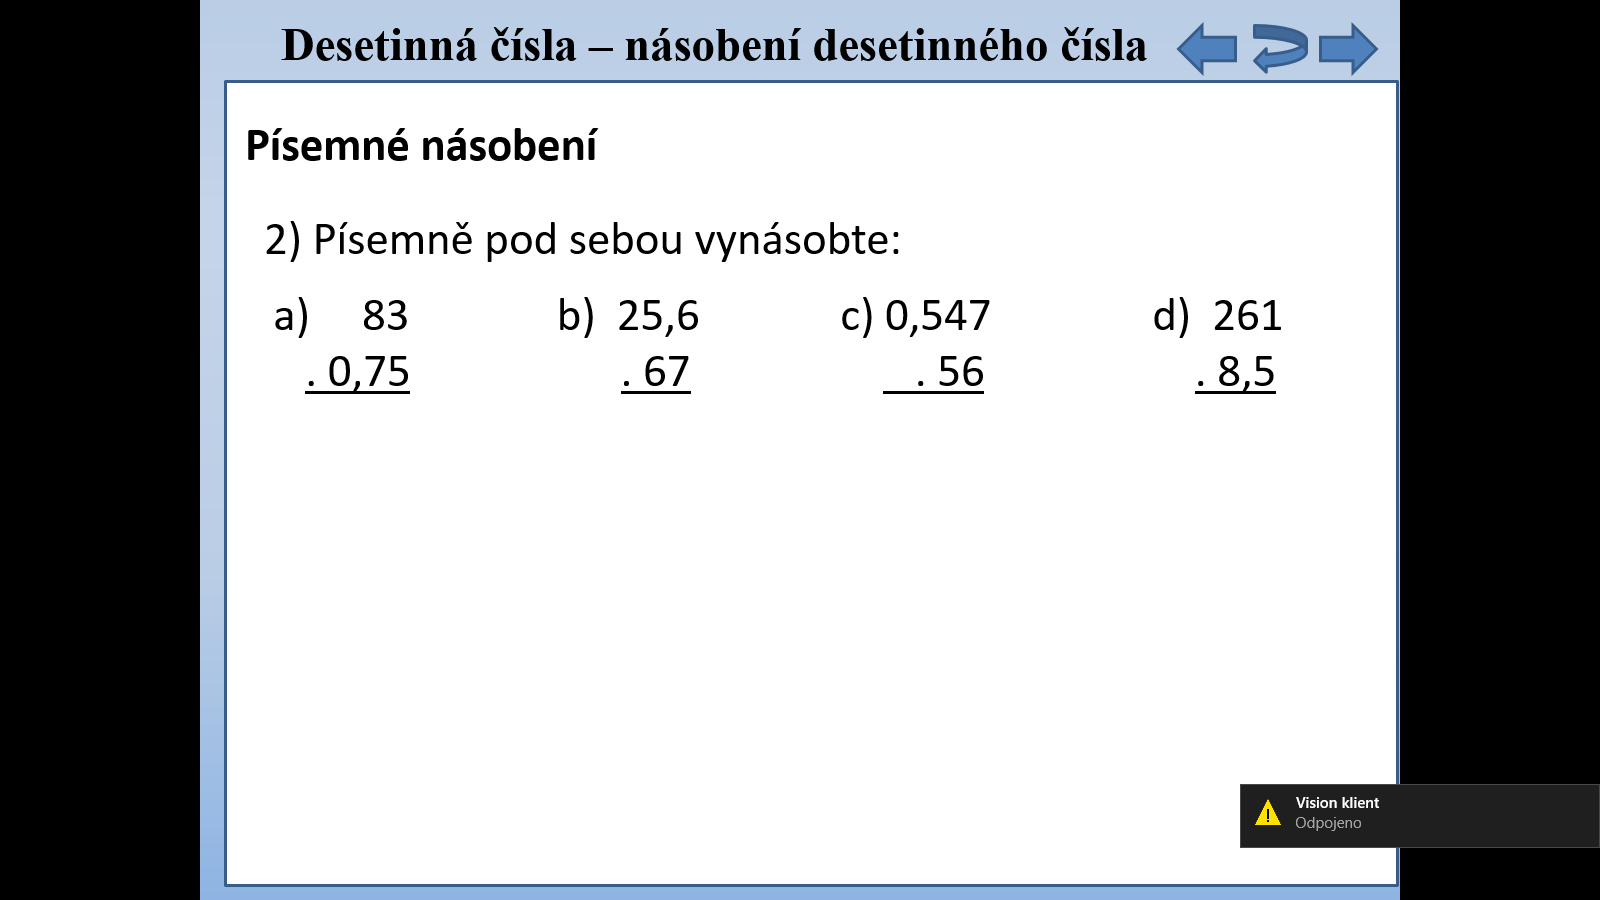 Desetinná čísla – násobení desetinného čísla
Písemné násobení
2) Písemně pod sebou vynásobte:
a) 83 b) 25,6 c) 0,547 d) 261
. 0,75 . 67 . 56 . 8,5
Vision klient
Odpojeno